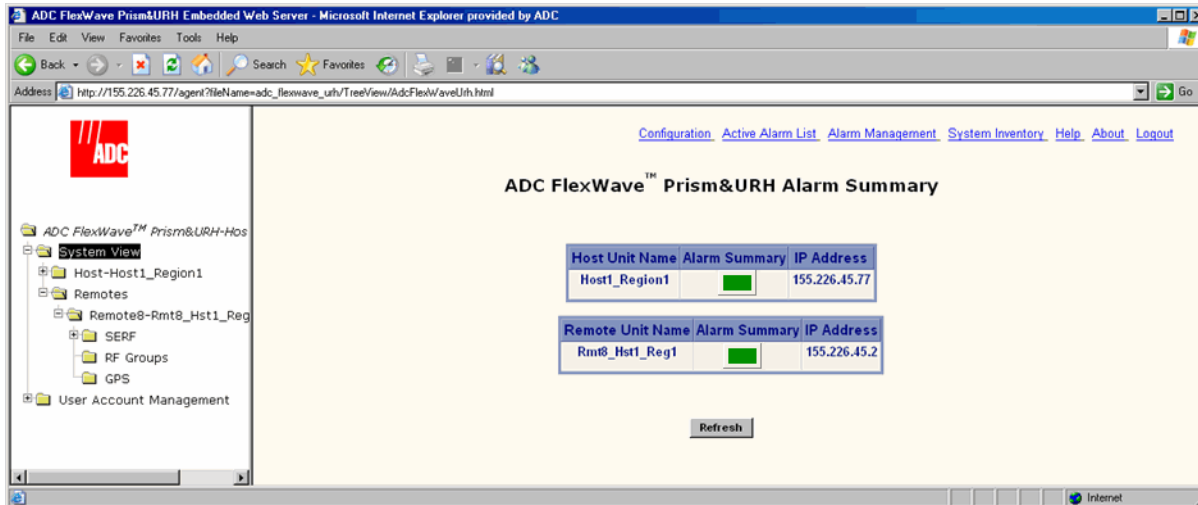 ADC FlexWave Prism&URH Embedded Web Server - Microsoft Internet Explorer provided by ADC
File Edit View Favorites Tools Help
Back Search Favorites
Address http://155.226.45.77/agent?fileName=adc_flexwave_urh/TreeView/AdcFlexWaveUrh.html Go
ADC
Configuration Active Alarm List Alarm Management System Inventory Help About Logout
ADC FlexWave™ Prism&URH Alarm Summary
ADC FlexWaveTM Prism&URH-Hos
System View
Host-Host1_Region1
Remotes
Remote8-Rmt8_Hst1_Reg
SERF
RF Groups
GPS
User Account Management
Host Unit Name Alarm Summary IP Address
Host1_Region1 155.226.45.77
Remote Unit Name Alarm Summary IP Address
Rmt8_Hst1_Reg1 155.226.45.2
Refresh
Internet